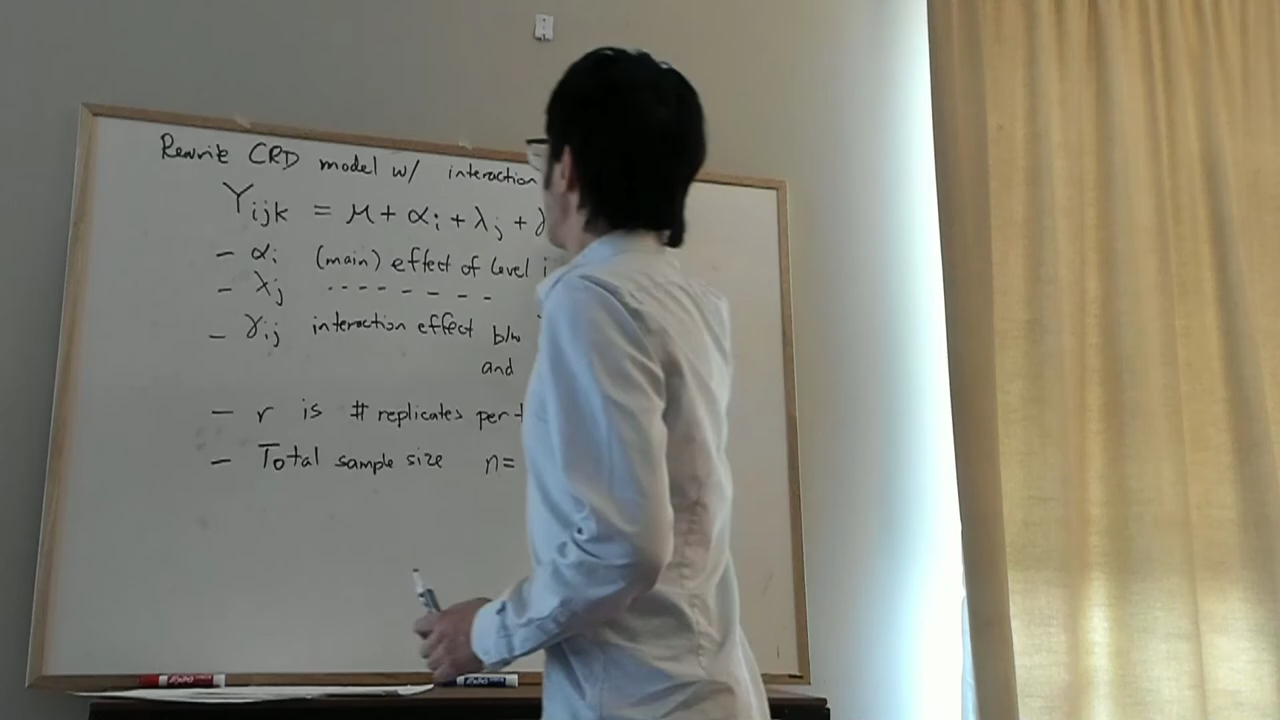 Rewrite CRD model w/ interaction
Yijk = μ + αi + λj + γ
- αi (main) effect of level i
- λj --------
- γij interaction effect b/w
and
- r is # replicates per t
- Total sample size n=